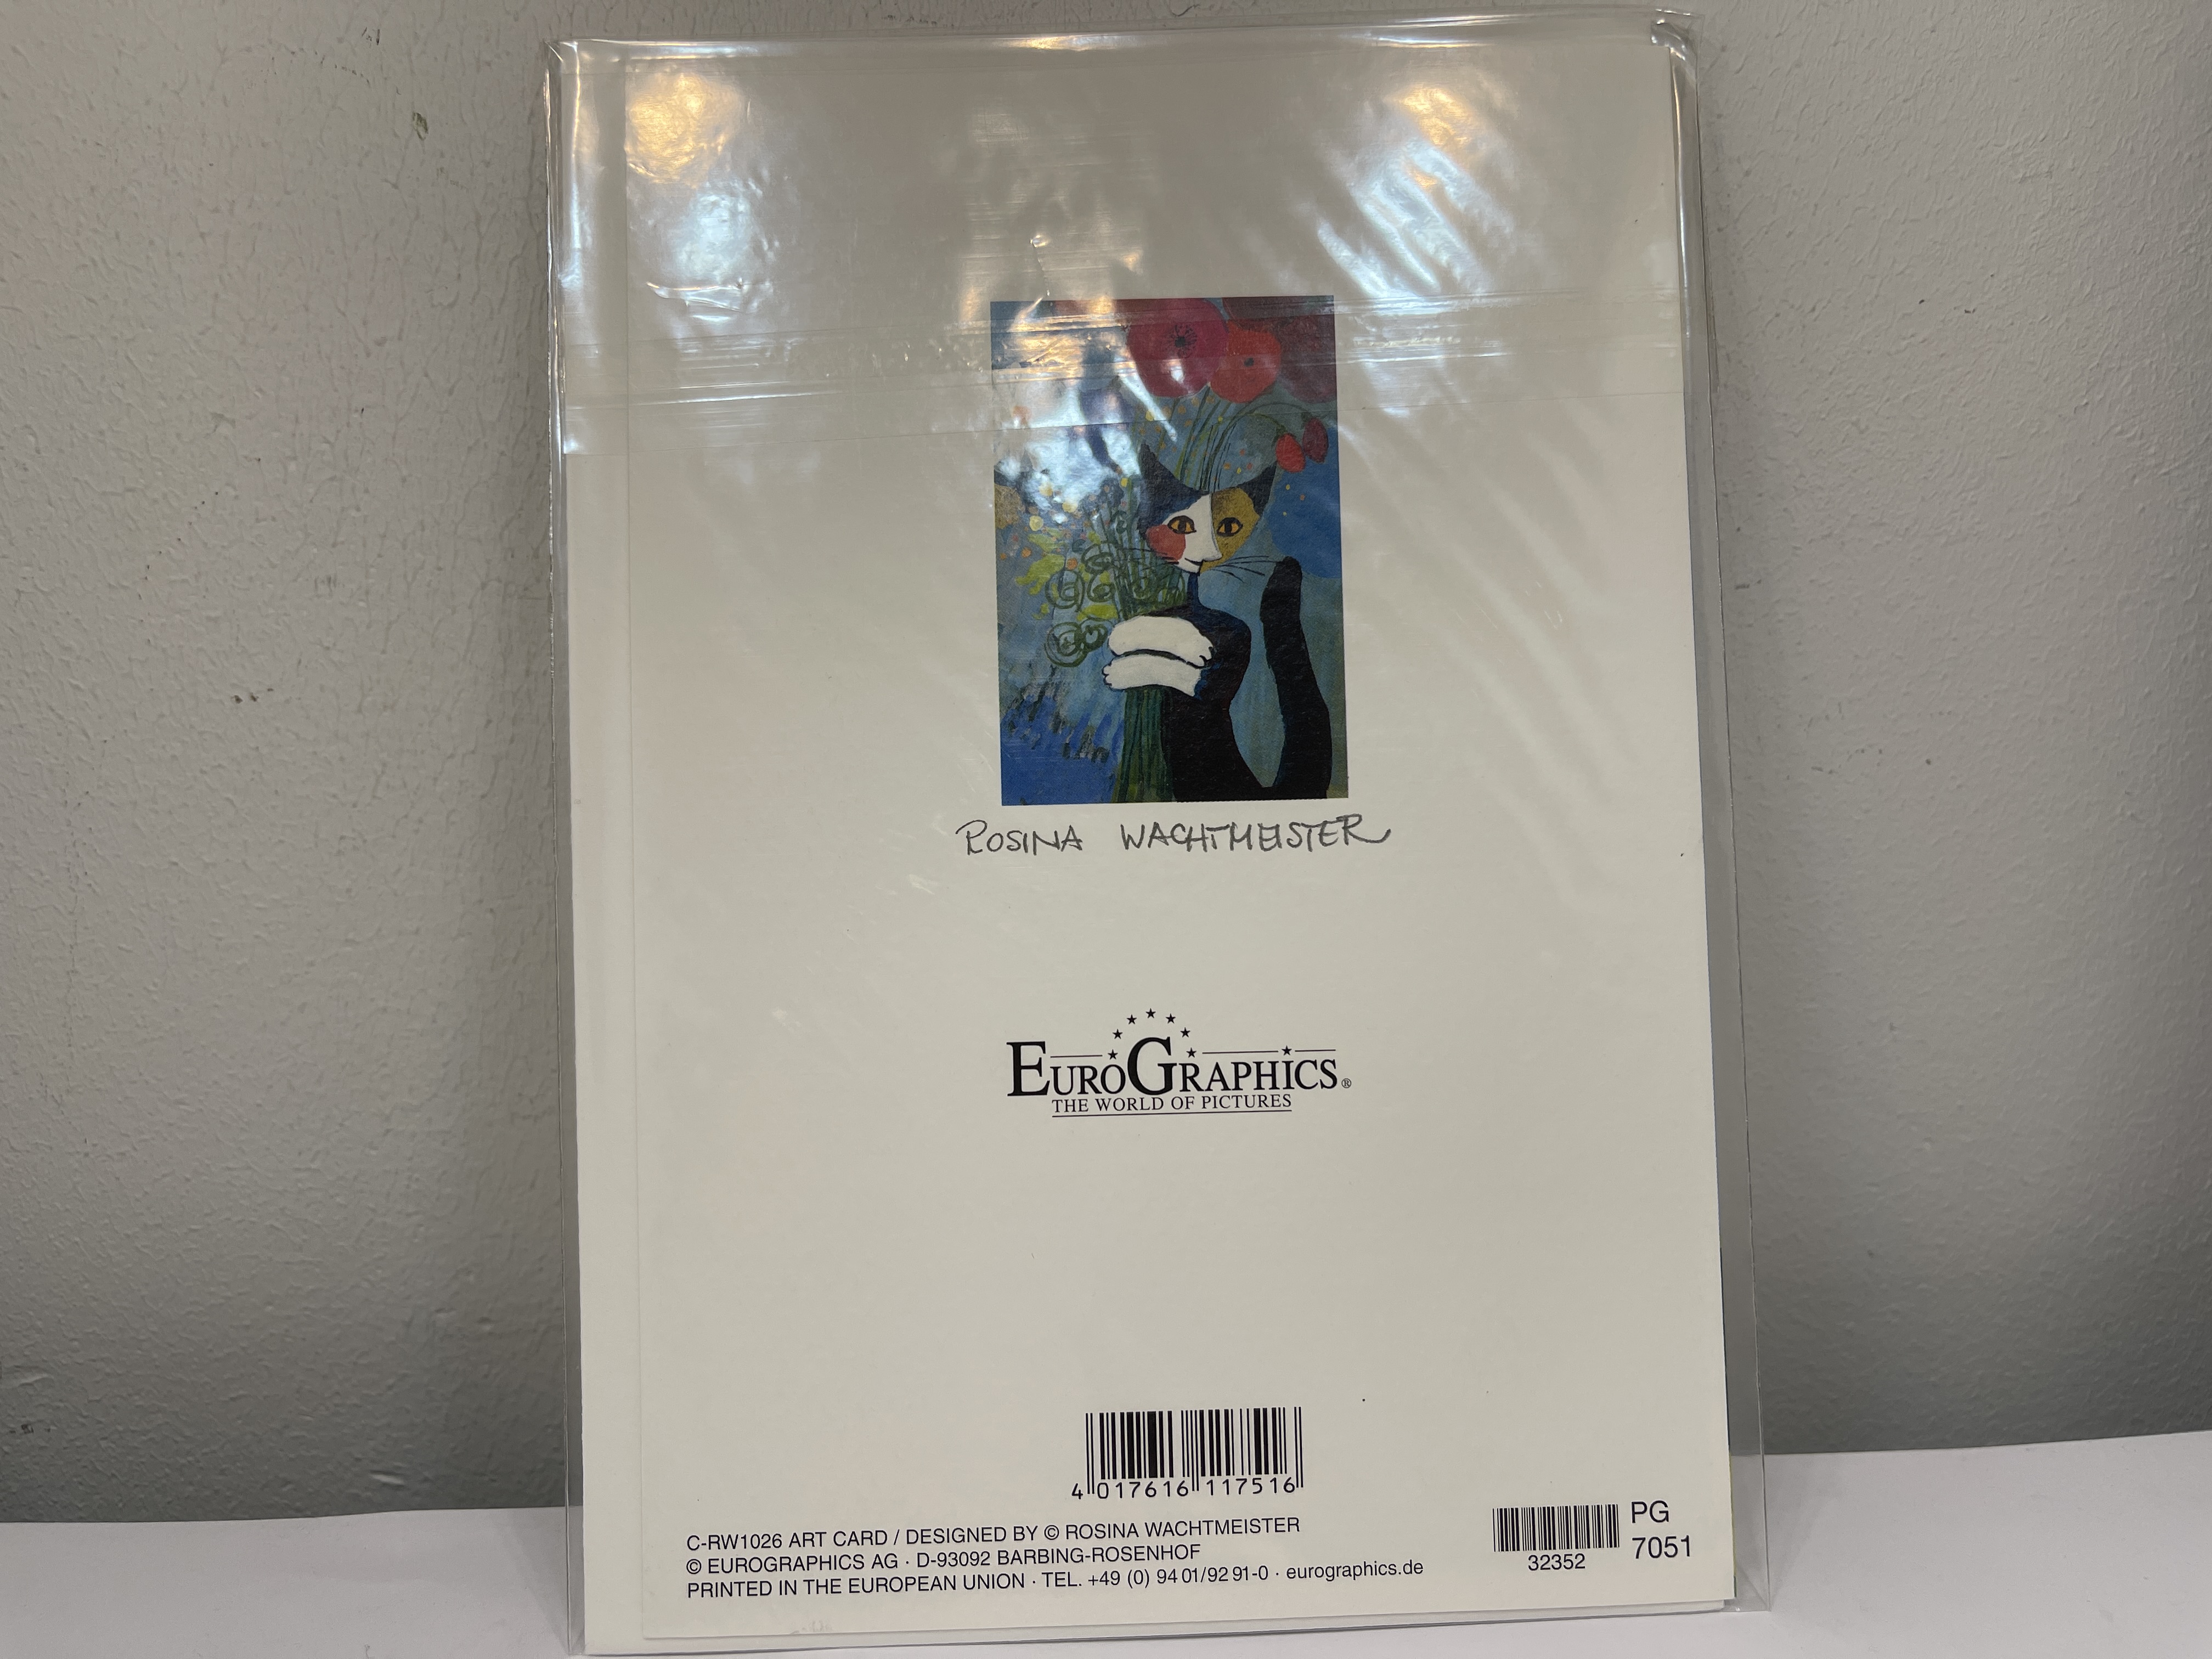 ROSINA WACHTMEISTER
EUROGRAPHICS®
THE WORLD OF PICTURES
4 017616 117516
C-RW1026 ART CARD / DESIGNED BY © ROSINA WACHTMEISTER
© EUROGRAPHICS AG · D-93092 BARBING-ROSENHOF
PRINTED IN THE EUROPEAN UNION · TEL. +49 (0) 94 01/92 91-0 · eurographics.de
32352
PG
7051